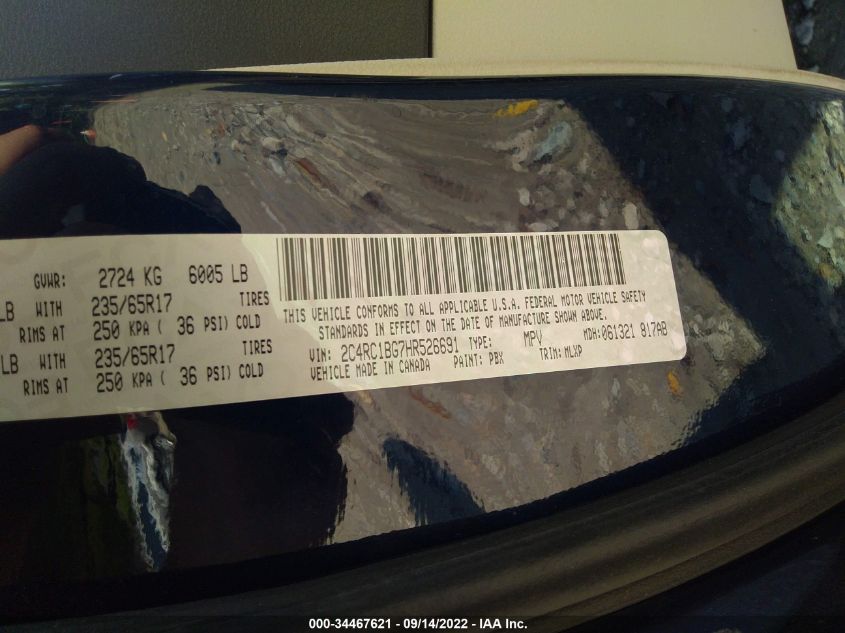 GVWR: 2724 KG 6005 LB
LB WITH 235/65R17 TIRES
RIMS AT 250 KPA ( 36 PSI) COLD
LB WITH 235/65R17 TIRES
RIMS AT 250 KPA ( 36 PSI) COLD
THIS VEHICLE CONFORMS TO ALL APPLICABLE U.S.A. FEDERAL MOTOR VEHICLE SAFETY
STANDARDS IN EFFECT ON THE DATE OF MANUFACTURE SHOWN ABOVE.
VIN: 2C4RC1BG7HR526691 TYPE: MPV MDH: 061321 817AB
VEHICLE MADE IN CANADA PAINT: PBX TRIM: MLXP
000-34467621 - 09/14/2022 - IAA Inc.